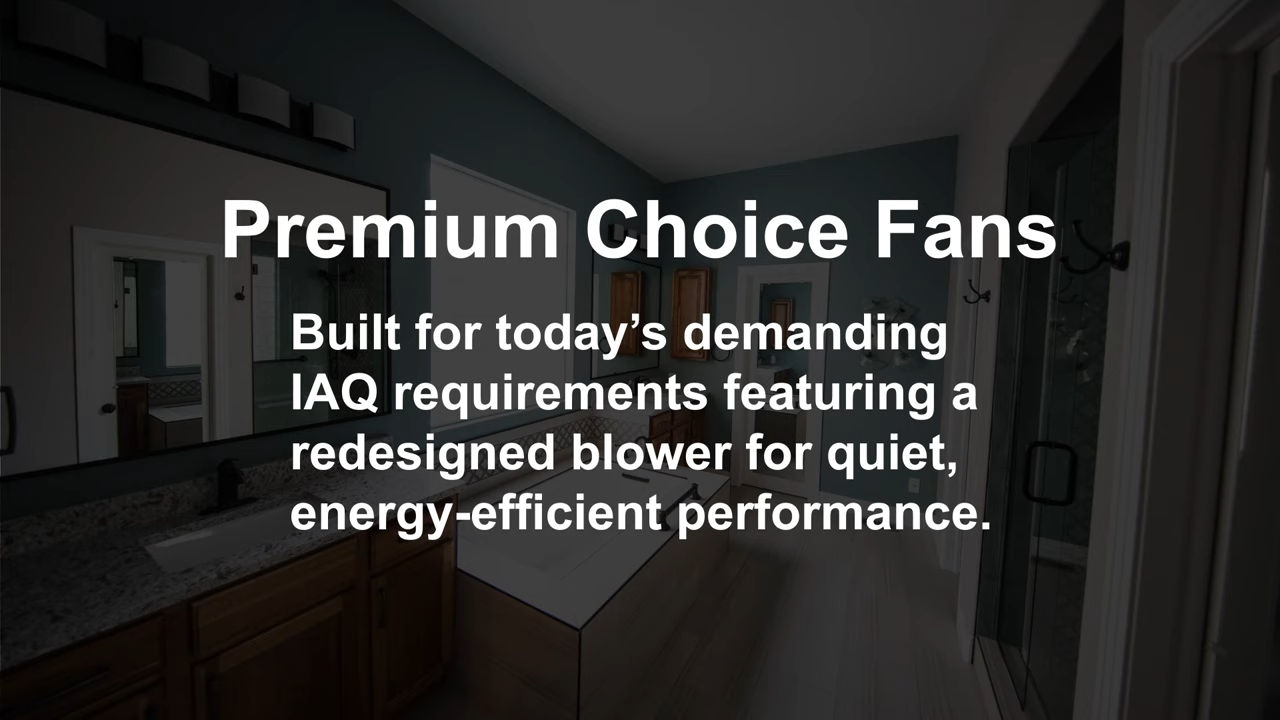 Premium Choice Fans
Built for today’s demanding
IAQ requirements featuring a
redesigned blower for quiet,
energy-efficient performance.